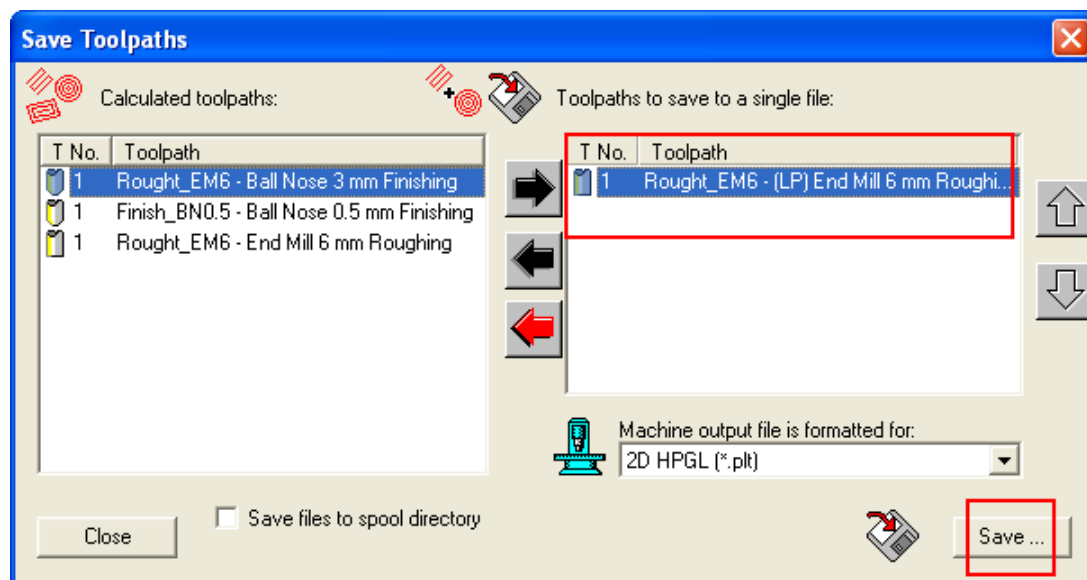 Save Toolpaths
Calculated toolpaths:
Toolpaths to save to a single file:
T No. Toolpath
1 Rought_EM6 - Ball Nose 3 mm Finishing
1 Finish_BN0.5 - Ball Nose 0.5 mm Finishing
1 Rought_EM6 - End Mill 6 mm Roughing
T No. Toolpath
1 Rought_EM6 - (LP) End Mill 6 mm Roughi...
Machine output file is formatted for:
2D HPGL (*.plt)
Save files to spool directory
Close
Save ...